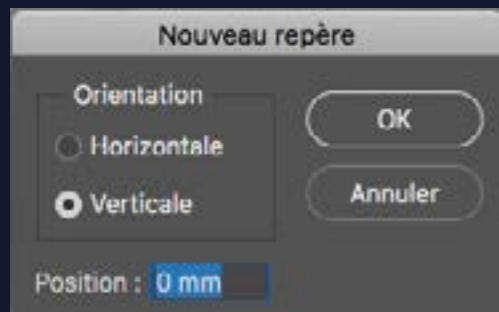 Nouveau repère
Orientation
Horizontale
Verticale
OK
Annuler
Position : 0 mm